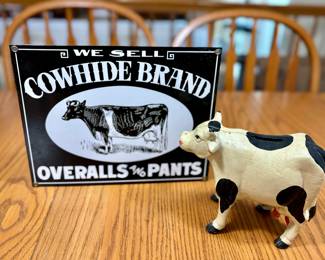 WE SELL
COWHIDE BRAND
OVERALLS AND PANTS